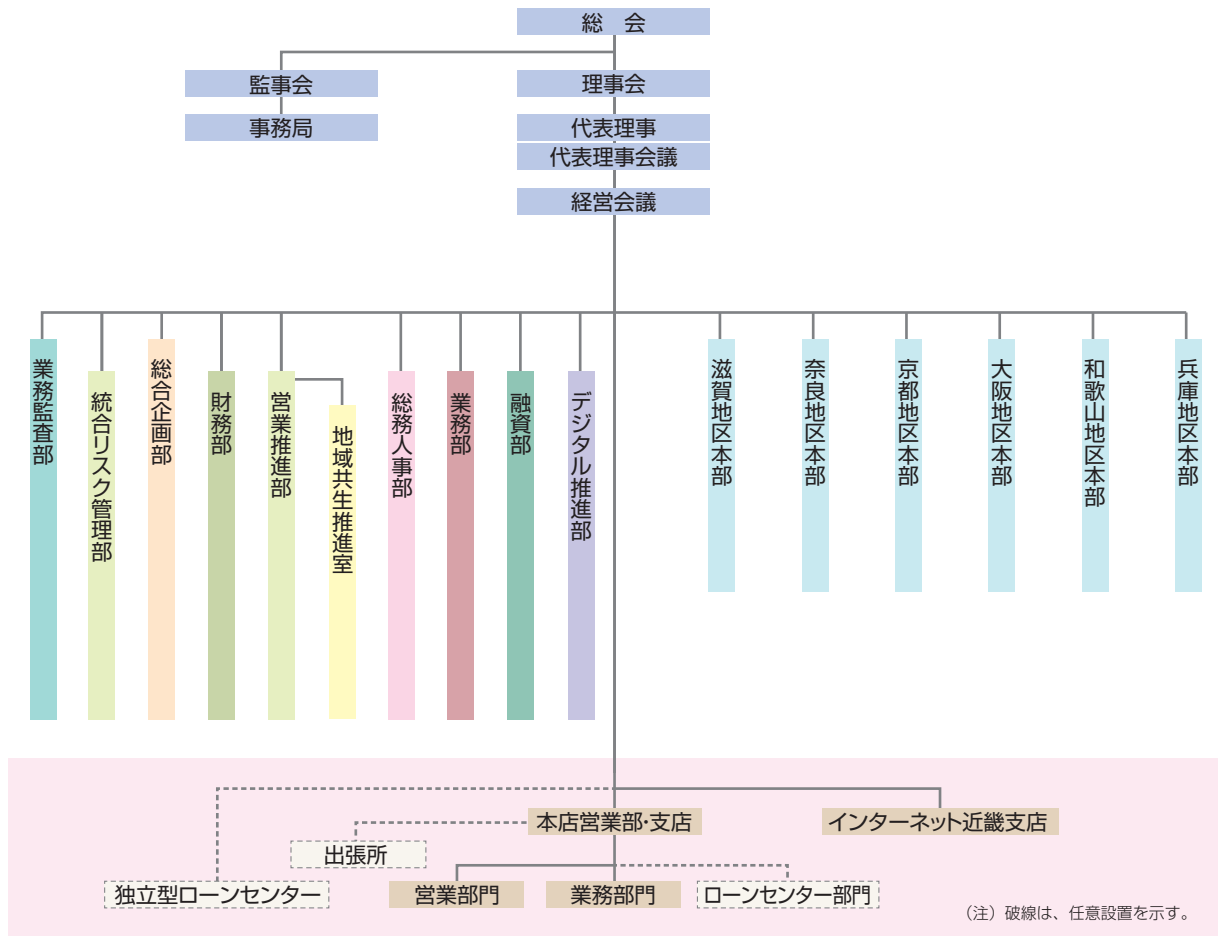 総　会
監事会
理事会
事務局
代表理事
代表理事会議
経営会議
業務監査部
統合リスク管理部
総合企画部
財務部
営業推進部
地域共生推進室
総務人事部
業務部
融資部
デジタル推進部
滋賀地区本部
奈良地区本部
京都地区本部
大阪地区本部
和歌山地区本部
兵庫地区本部
本店営業部・支店
インターネット近畿支店
出張所
独立型ローンセンター
営業部門
業務部門
ローンセンター部門
（注）破線は、任意設置を示す。